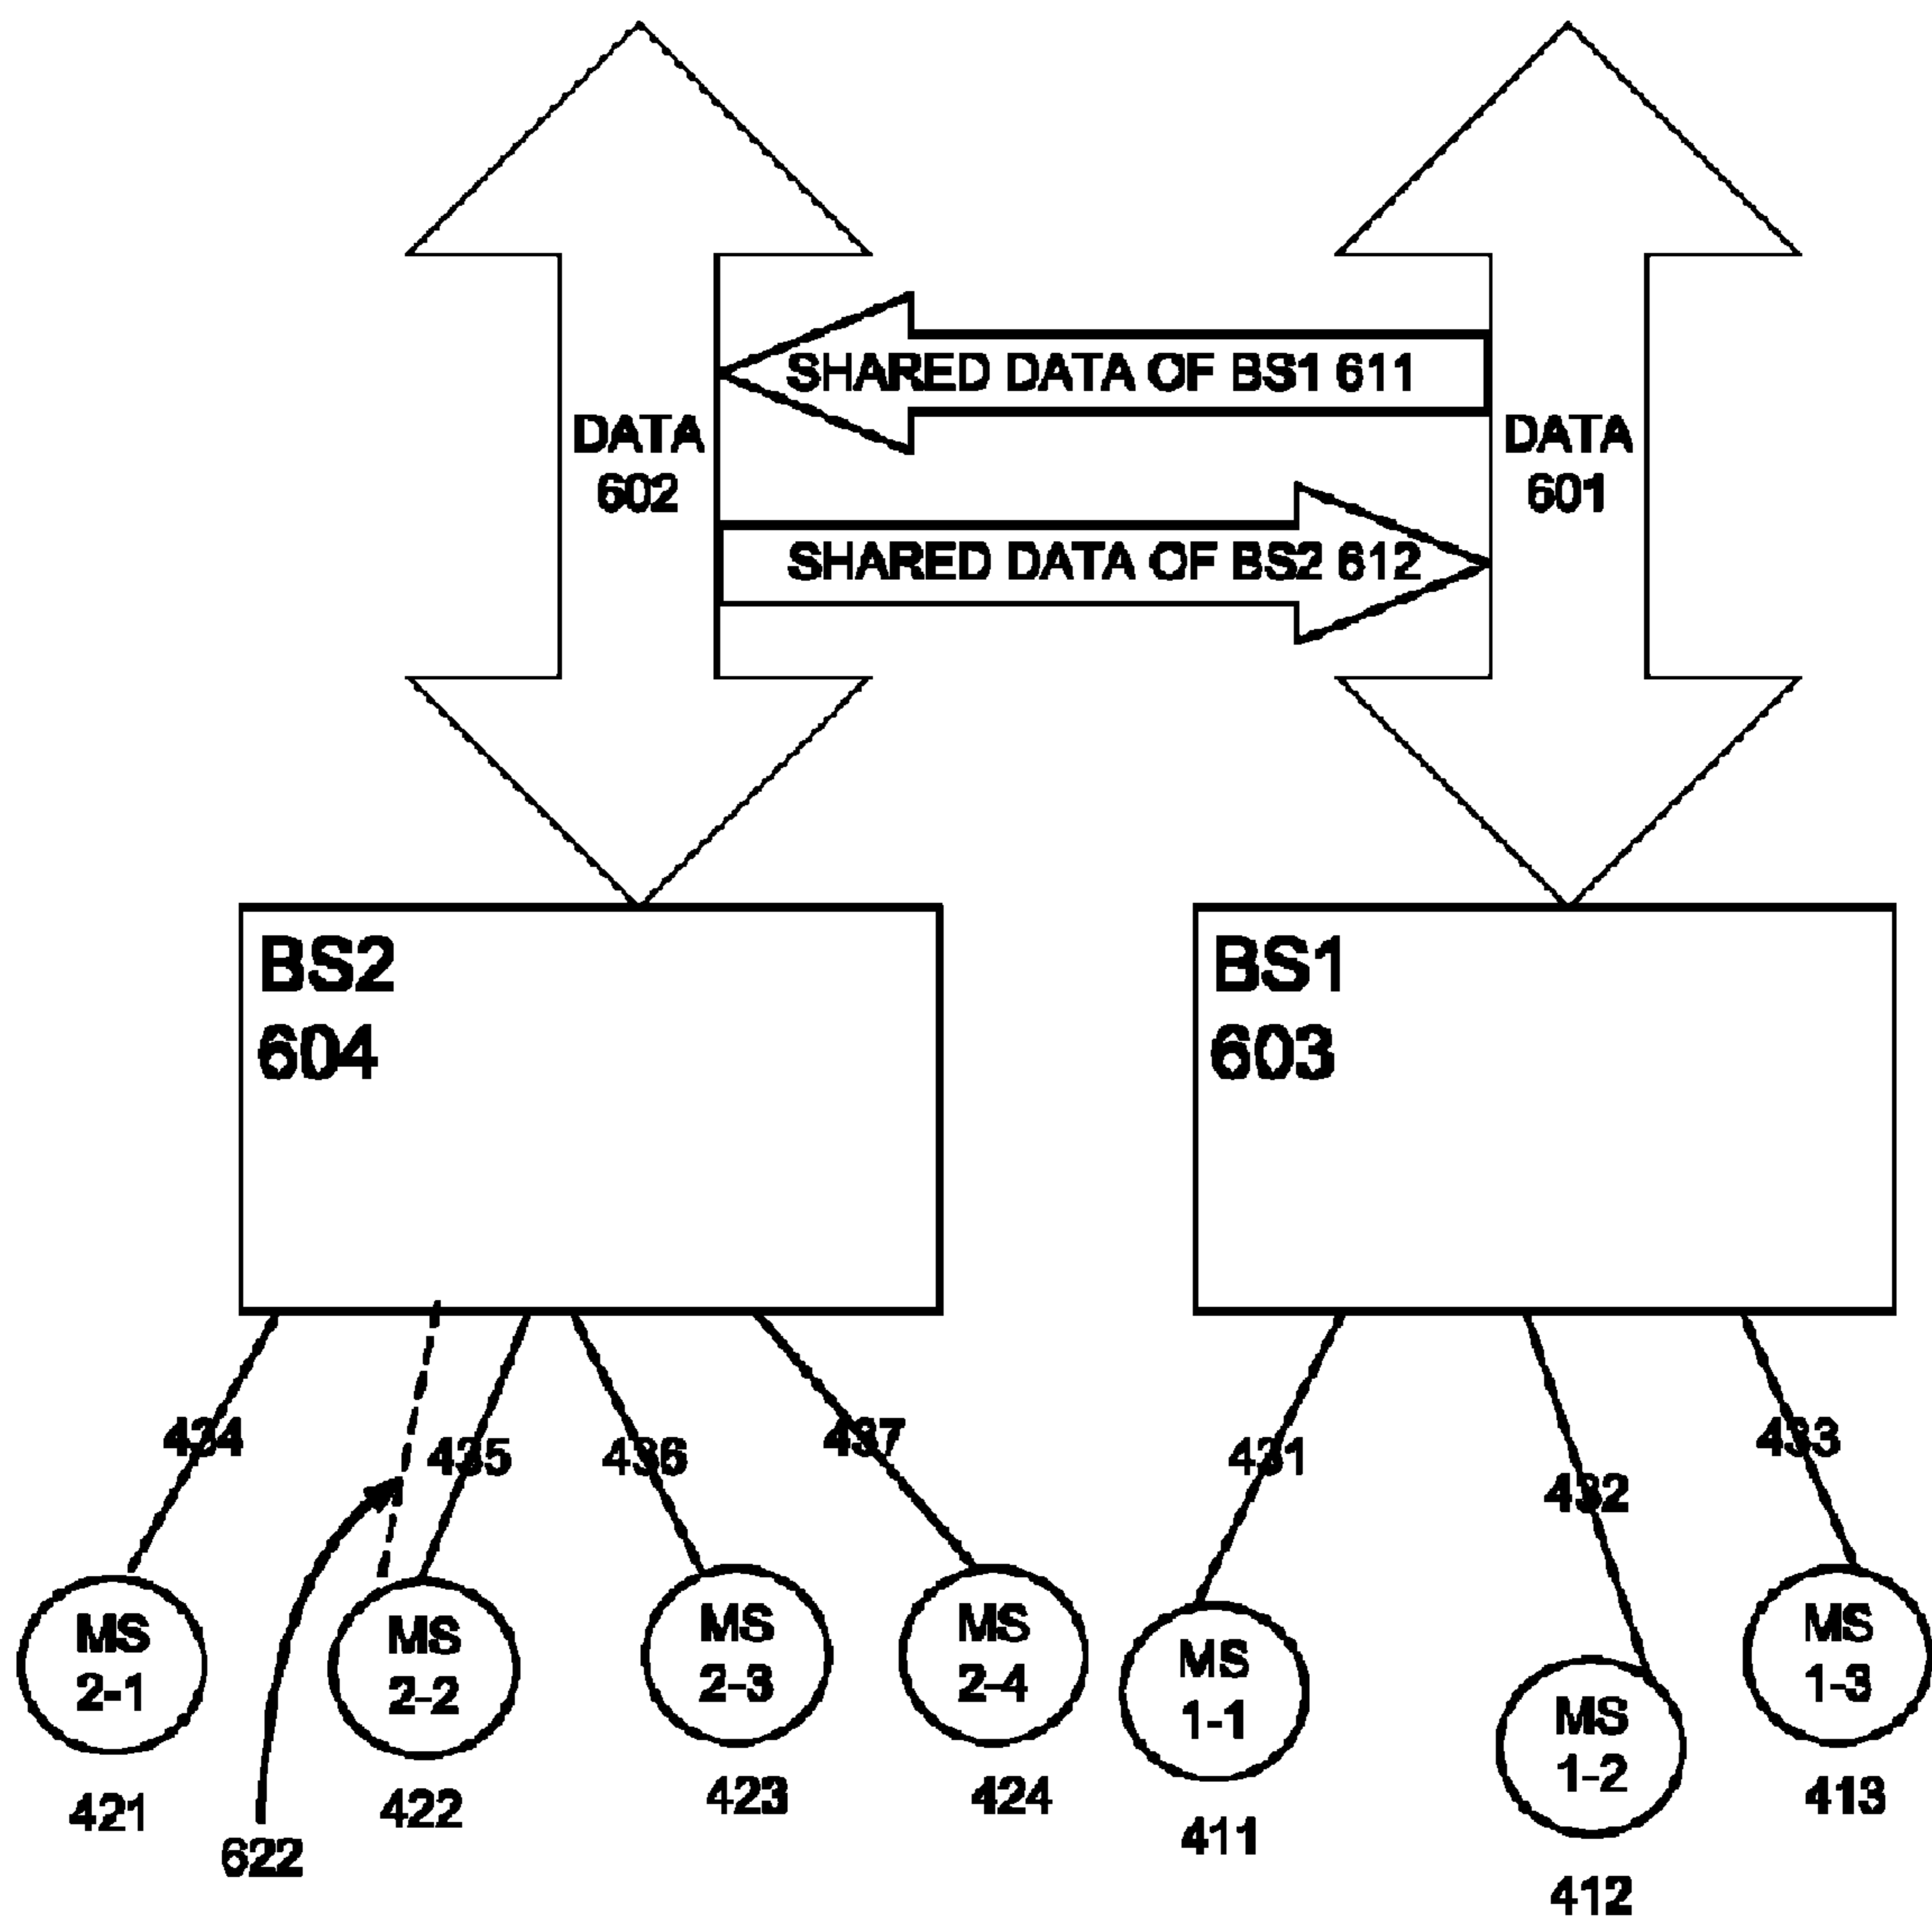 SHARED DATA OF BS1 611
DATA
602
DATA
601
SHARED DATA OF BS2 612
BS2
604
BS1
603
434
435
436
437
431
432
433
MS
2-1
MS
2-2
MS
2-3
MS
2-4
MS
1-1
MS
1-2
MS
1-3
421
422
423
424
411
412
413
622